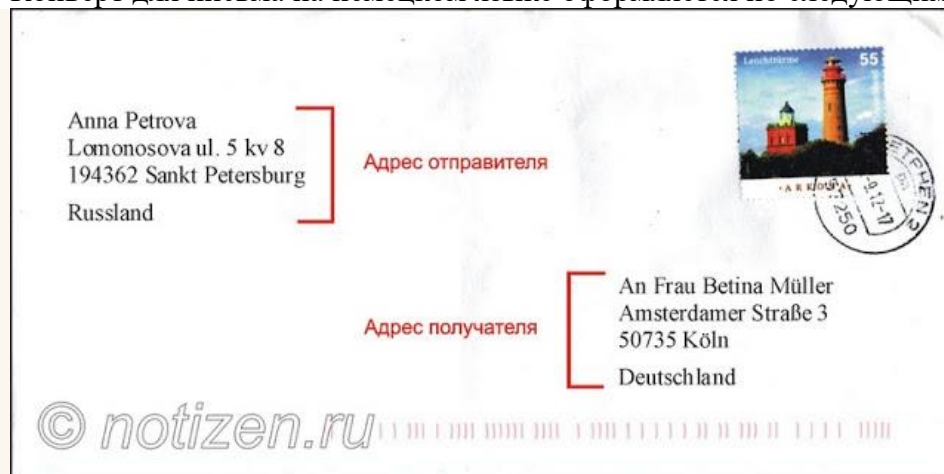 Anna Petrova
Lomonosova ul. 5 kv 8
194362 Sankt Petersburg
Russland
Адрес отправителя
Leuchttürme 55
An Frau Betina Müller
Amsterdamer Straße 3
50735 Köln
Deutschland
Адрес получателя
© notizen.ru